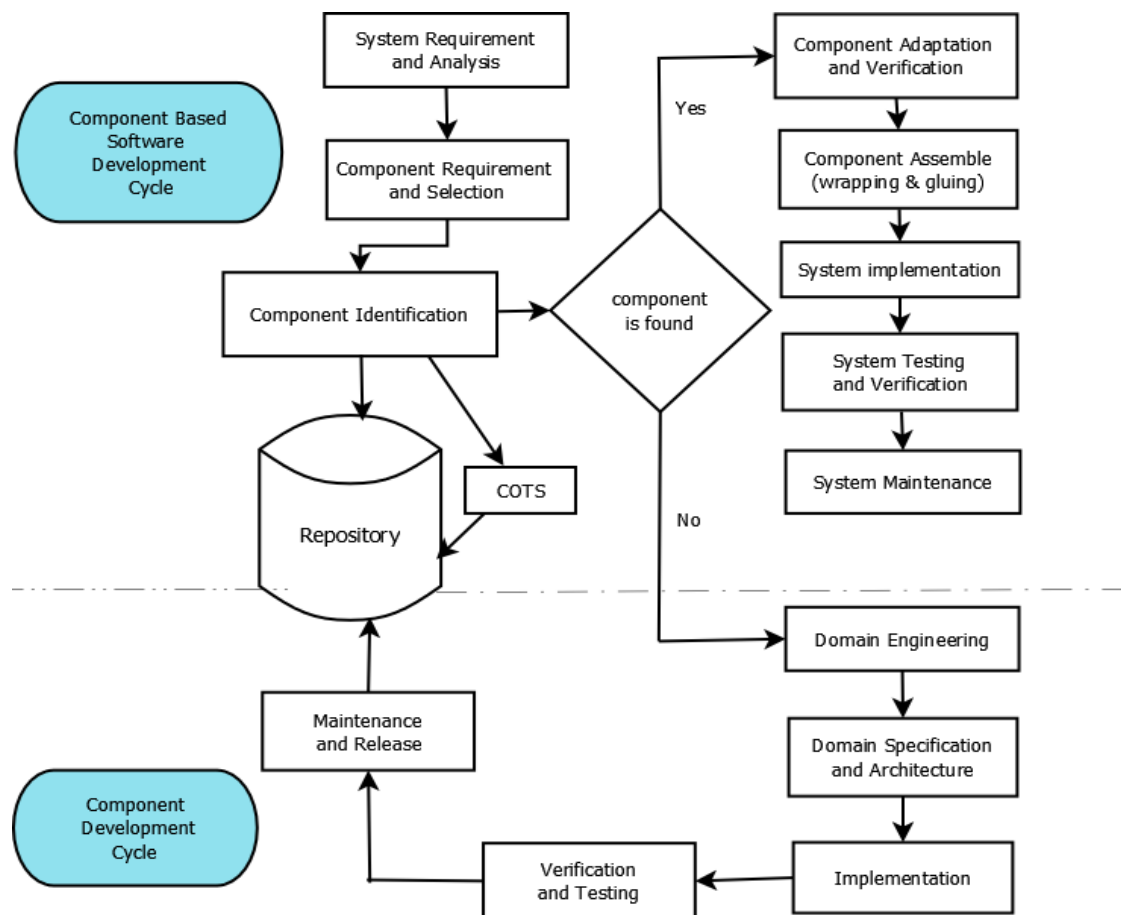 System Requirement
and Analysis
Component Adaptation
and Verification
Component Based
Software
Development
Cycle
Yes
Component Requirement
and Selection
Component Assemble
(wrapping & gluing)
System implementation
Component Identification
component
is found
System Testing
and Verification
COTS
System Maintenance
Repository
No
Domain Engineering
Maintenance
and Release
Domain Specification
and Architecture
Component
Development
Cycle
Verification
and Testing
Implementation